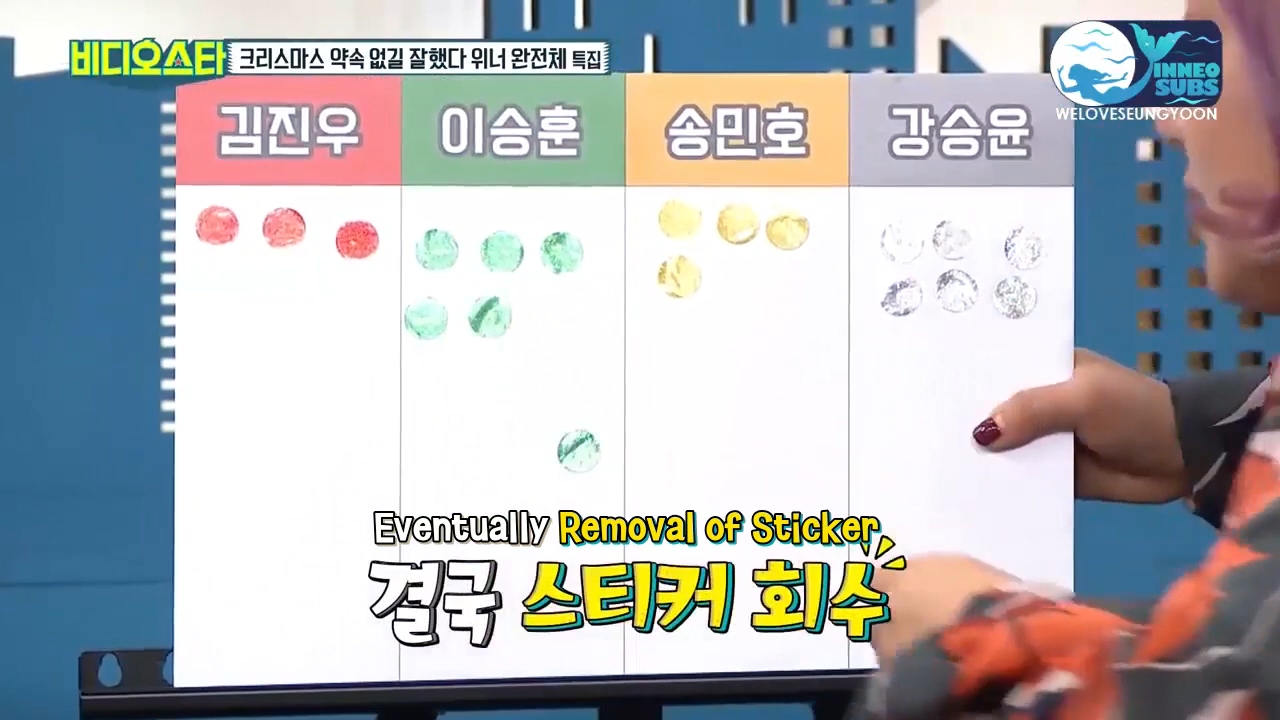 비디오스타
크리스마스 약속 없길 잘했다 위너 완전체 특집
INNEO
SUBS
WELOVESEUNGYOON
김진우
이승훈
송민호
강승윤
Eventually Removal of Sticker
결국 스티커 회수